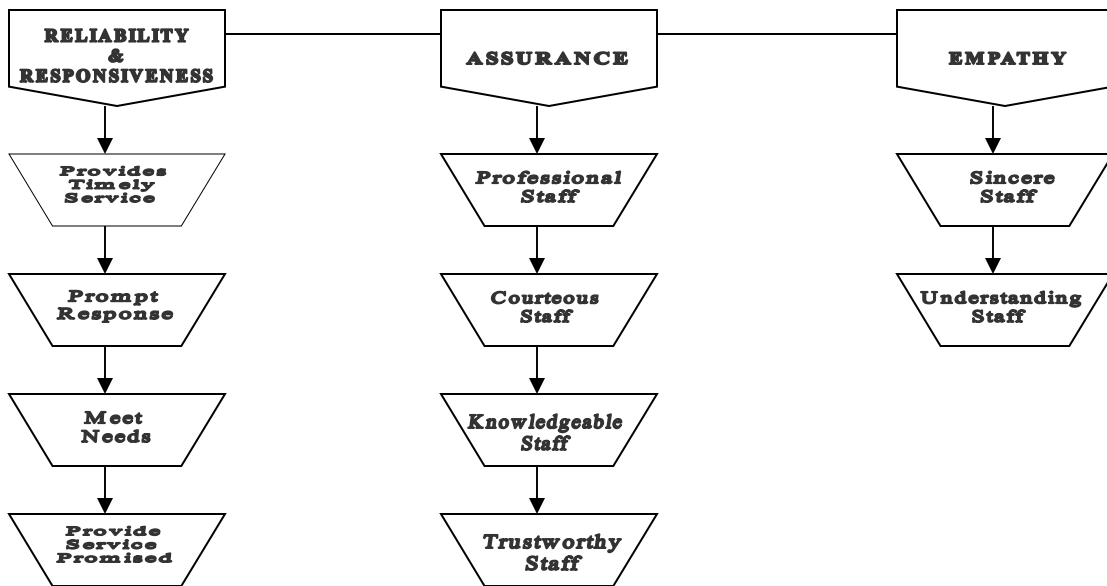 RELIABILITY
&
RESPONSIVENESS
Provides
Timely
Service
Prompt
Response
Meet
Needs
Provide
Service
Promised
ASSURANCE
Professional
Staff
Courteous
Staff
Knowledgeable
Staff
Trustworthy
Staff
EMPATHY
Sincere
Staff
Understanding
Staff